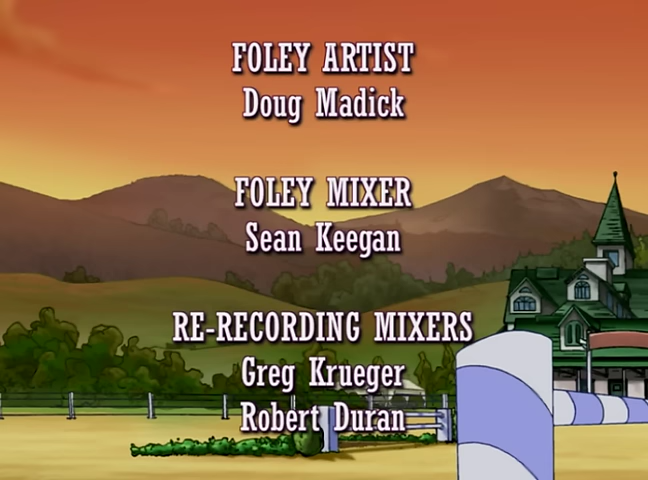 FOLEY ARTIST
Doug Madick
FOLEY MIXER
Sean Keegan
RE-RECORDING MIXERS
Greg Krueger
Robert Duran